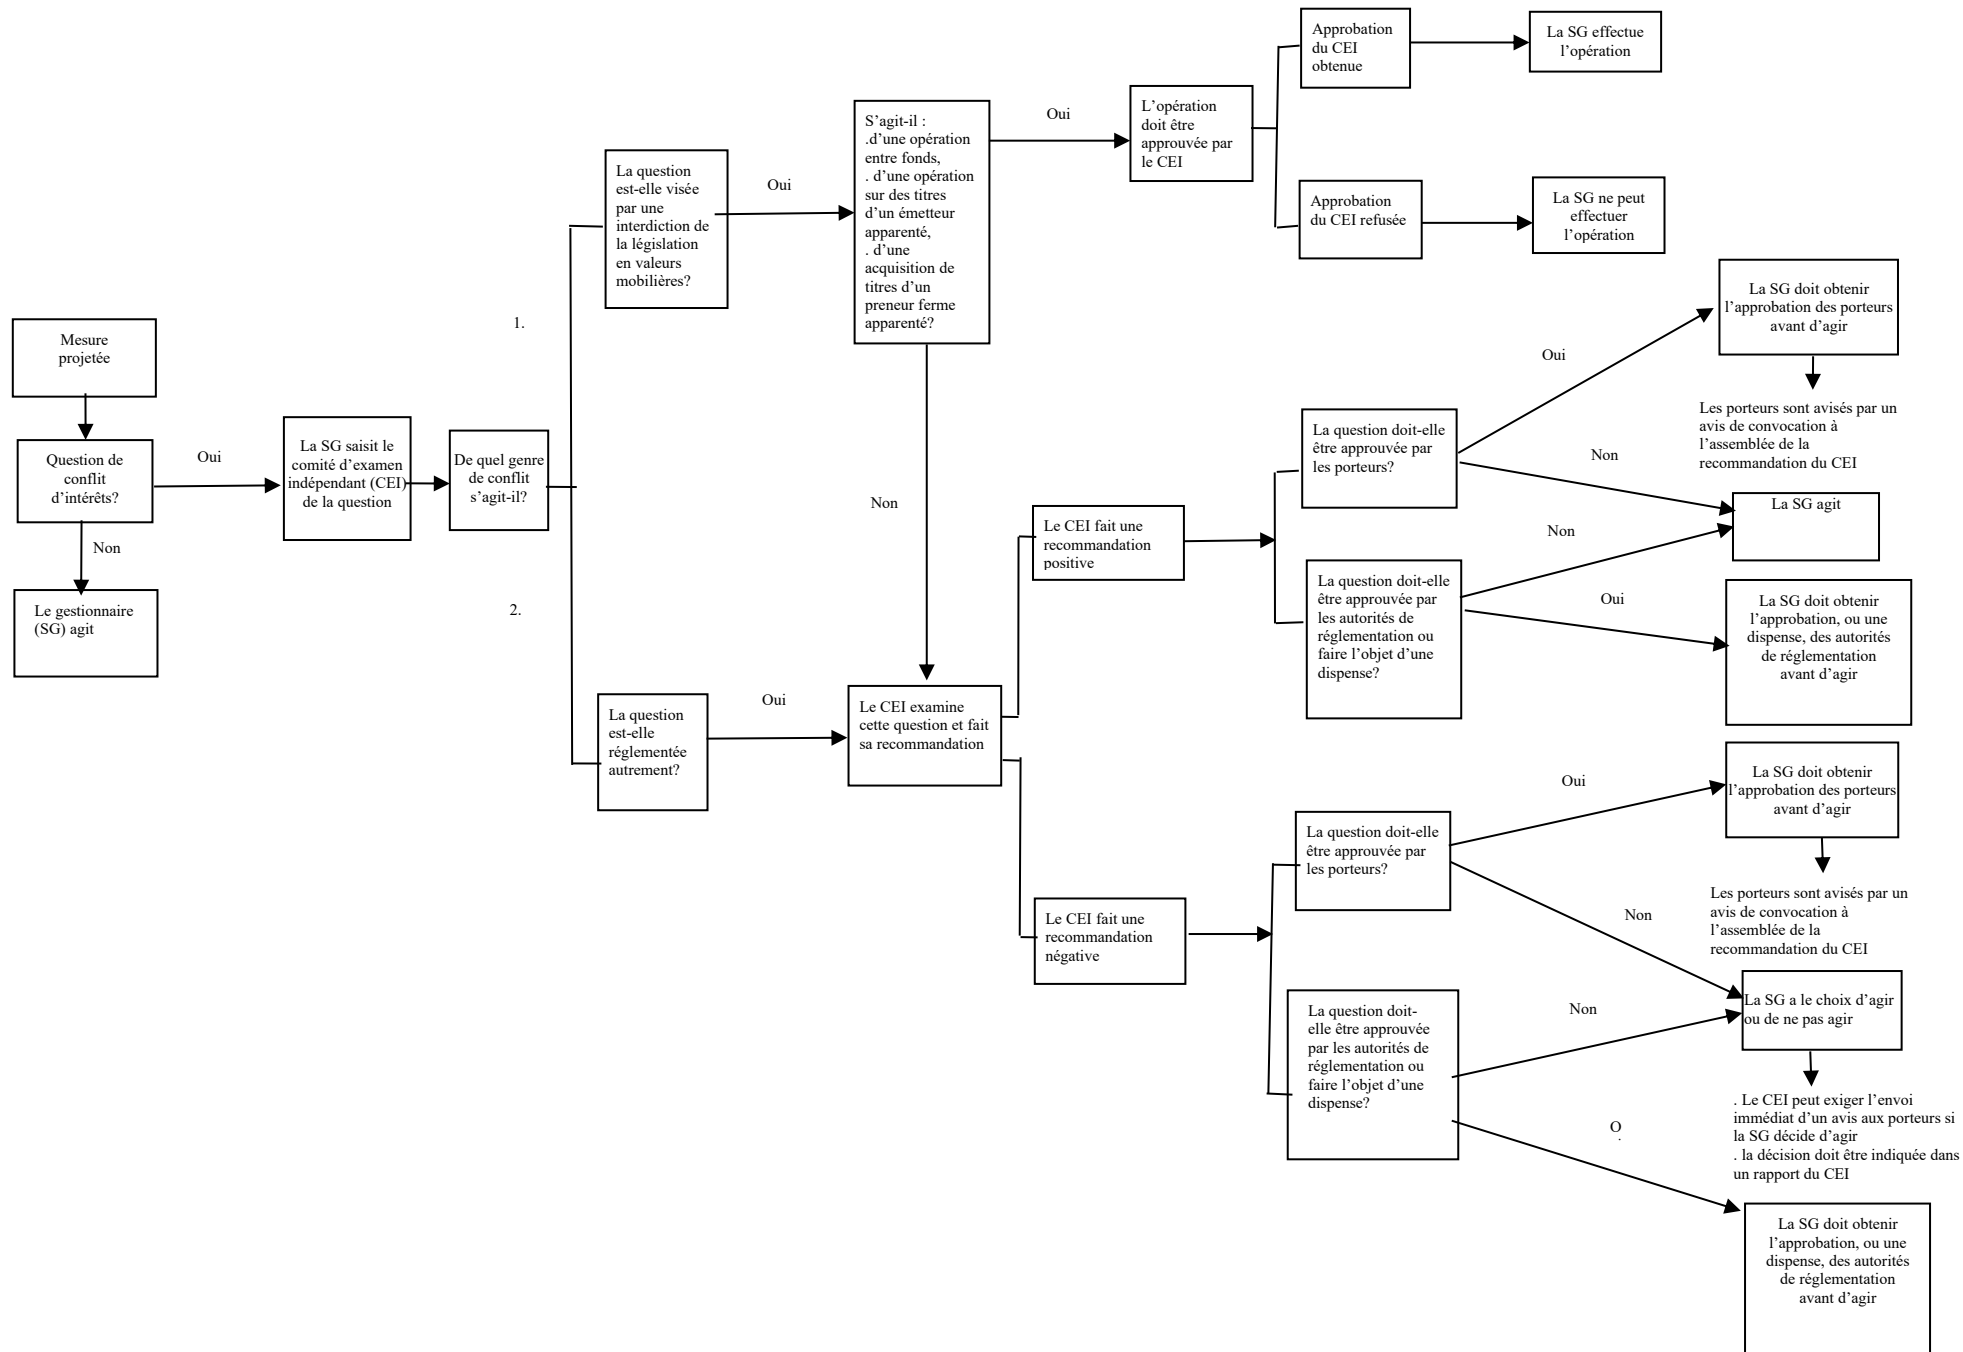 Mesure
projetée
Question de
conflit
d’intérêts?
Oui
Non
Le gestionnaire
(SG) agit
La SG saisit le
comité d’examen
indépendant (CEI)
de la question
De quel genre
de conflit
s’agit-il?
1.
2.
La question
est-elle visée
par une
interdiction de
la législation
en valeurs
mobilières?
Oui
S’agit-il :
.d’une opération
entre fonds,
. d’une opération
sur des titres
d’un émetteur
apparenté,
. d’une
acquisition de
titres d’un
preneur ferme
apparenté?
Oui
L’opération
doit être
approuvée par
le CEI
Approbation
du CEI
obtenue
La SG effectue
l’opération
Approbation
du CEI refusée
La SG ne peut
effectuer
l’opération
Non
La question
est-elle
réglementée
autrement?
Oui
Le CEI examine
cette question et fait
sa recommandation
Le CEI fait une
recommandation
positive
La question doit-elle
être approuvée par
les porteurs?
Oui
La SG doit obtenir
l’approbation des porteurs
avant d’agir
Les porteurs sont avisés par un
avis de convocation à
l’assemblée de la
recommandation du CEI
Non
La SG agit
Non
La question doit-elle
être approuvée par
les autorités de
réglementation ou
faire l’objet d’une
dispense?
Oui
La SG doit obtenir
l’approbation, ou une
dispense, des autorités
de réglementation
avant d’agir
Le CEI fait une
recommandation
négative
La question doit-elle
être approuvée par
les porteurs?
Oui
La SG doit obtenir
l’approbation des porteurs
avant d’agir
Les porteurs sont avisés par un
avis de convocation à
l’assemblée de la
recommandation du CEI
Non
La SG a le choix d’agir
ou de ne pas agir
Non
La question doit-
elle être approuvée
par les autorités de
réglementation ou
faire l’objet d’une
dispense?
. Le CEI peut exiger l’envoi
immédiat d’un avis aux porteurs si
la SG décide d’agir
. la décision doit être indiquée dans
un rapport du CEI
O
La SG doit obtenir
l’approbation, ou une
dispense, des autorités
de réglementation
avant d’agir